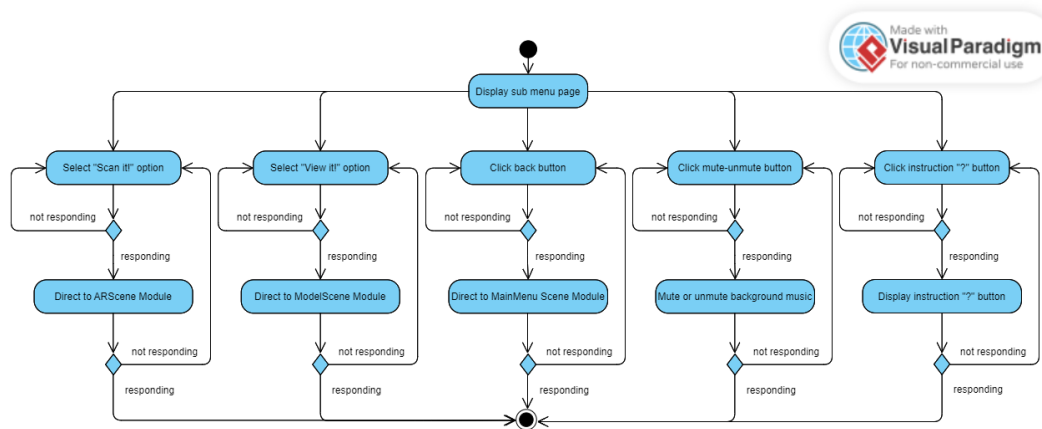 Made with
Visual Paradigm
For non-commercial use
Display sub menu page
Select "Scan it!" option
Select "View it!" option
Click back button
Click mute-unmute button
Click instruction "?" button
not responding
not responding
not responding
not responding
not responding
responding
responding
responding
responding
responding
Direct to ARScene Module
Direct to ModelScene Module
Direct to MainMenu Scene Module
Mute or unmute background music
Display instruction "?" button
not responding
not responding
not responding
not responding
not responding
responding
responding
responding
responding
responding